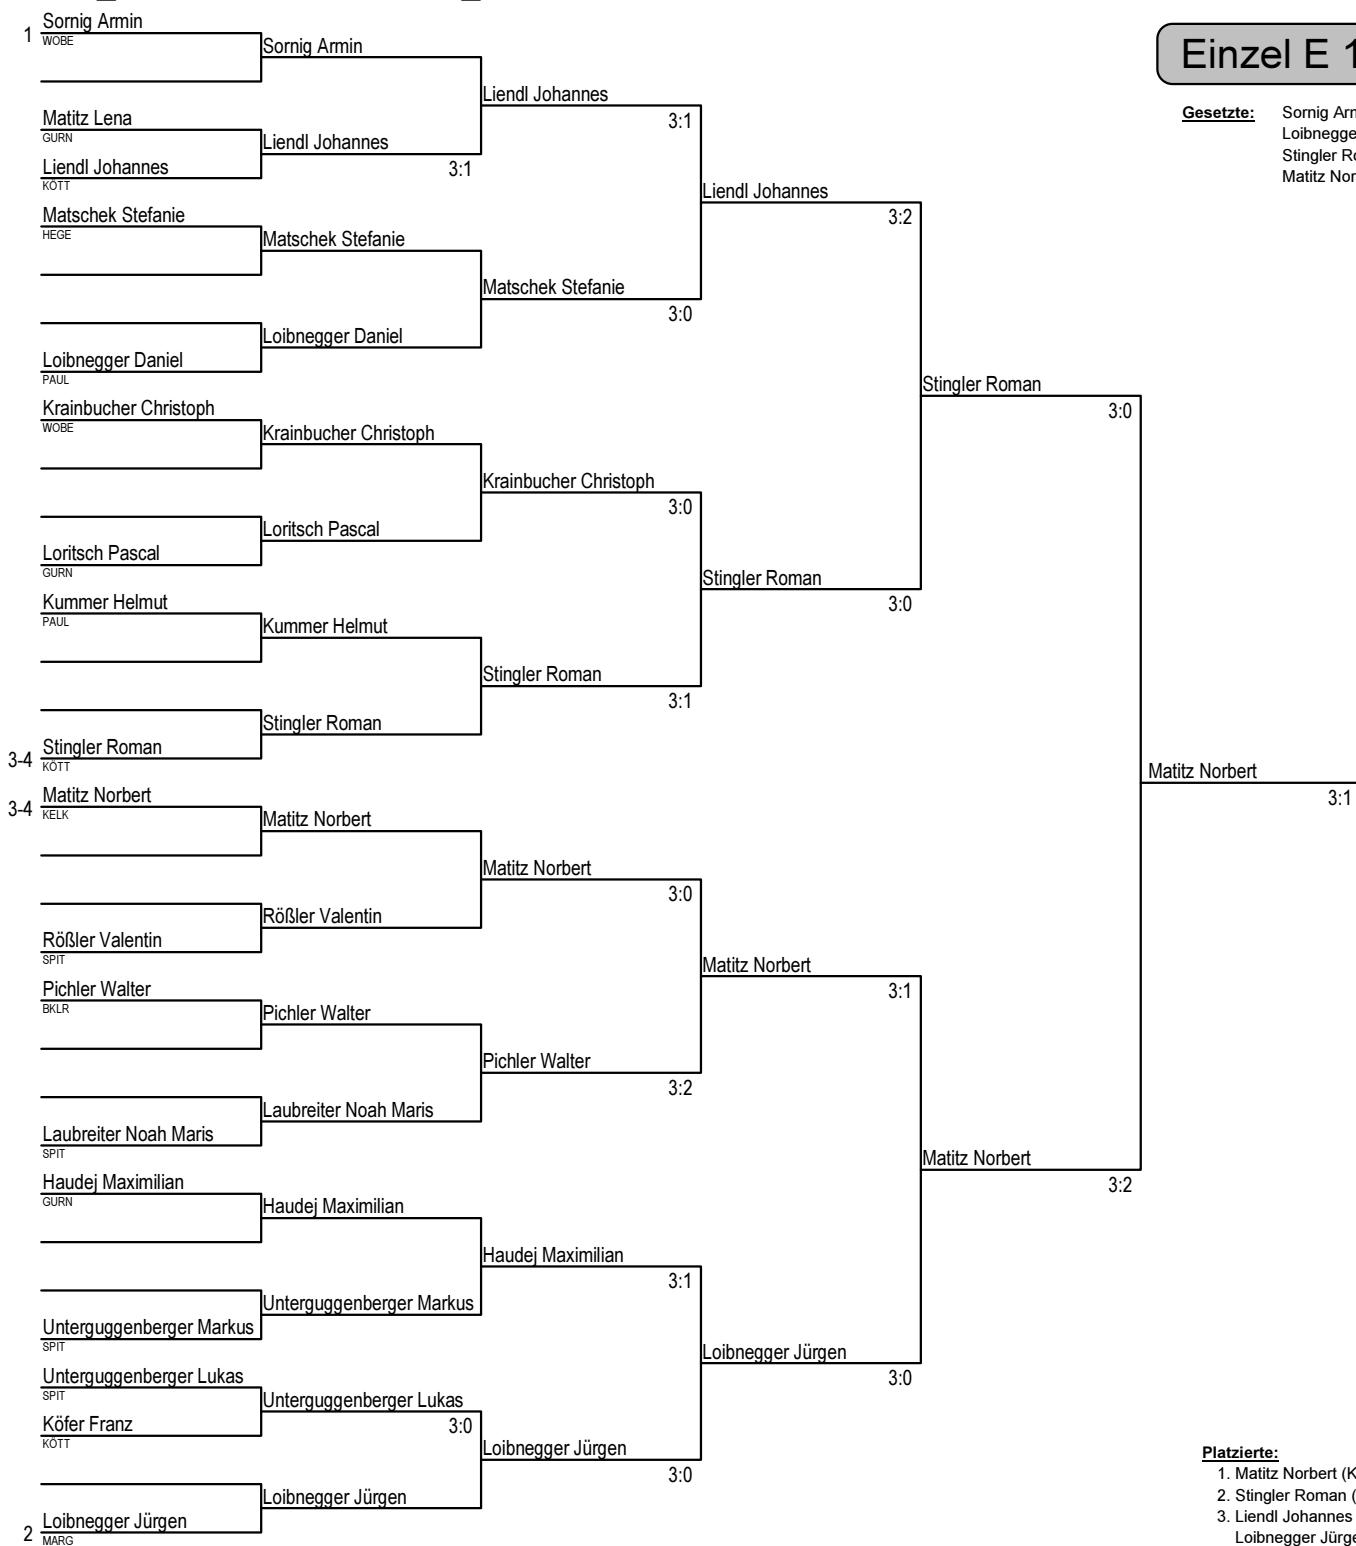 Einzel E 1
Gesetzte:
Sornig Arm
Loibnegge
Stingler Ro
Matitz Nor
1
Sornig Armin
WOBE
Matitz Lena
GURN
Liendl Johannes
KÖTT
Matschek Stefanie
HEGE
Loibnegger Daniel
PAUL
Krainbucher Christoph
WOBE
Loritsch Pascal
GURN
Kummer Helmut
PAUL
3-4
Stingler Roman
KÖTT
3-4
Matitz Norbert
KELK
Rößler Valentin
SPIT
Pichler Walter
BKLR
Laubreiter Noah Maris
SPIT
Haudej Maximilian
GURN
Unterguggenberger Markus
SPIT
Unterguggenberger Lukas
SPIT
Köfer Franz
KÖTT
2
Loibnegger Jürgen
MARG
Sornig Armin
Liendl Johannes
3:1
Matschek Stefanie
Loibnegger Daniel
Krainbucher Christoph
Loritsch Pascal
Kummer Helmut
Stingler Roman
Matitz Norbert
Rößler Valentin
Pichler Walter
Laubreiter Noah Maris
Haudej Maximilian
Unterguggenberger Markus
Unterguggenberger Lukas
3:0
Loibnegger Jürgen
Liendl Johannes
3:1
Matschek Stefanie
3:0
Krainbucher Christoph
3:0
Stingler Roman
3:1
Matitz Norbert
3:0
Pichler Walter
3:2
Haudej Maximilian
3:1
Loibnegger Jürgen
3:0
Liendl Johannes
3:2
Stingler Roman
3:0
Matitz Norbert
3:1
Loibnegger Jürgen
3:0
Stingler Roman
3:0
Matitz Norbert
3:2
Matitz Norbert
3:1
Platzierte:
1. Matitz Norbert (K
2. Stingler Roman (
3. Liendl Johannes
Loibnegger Jürge